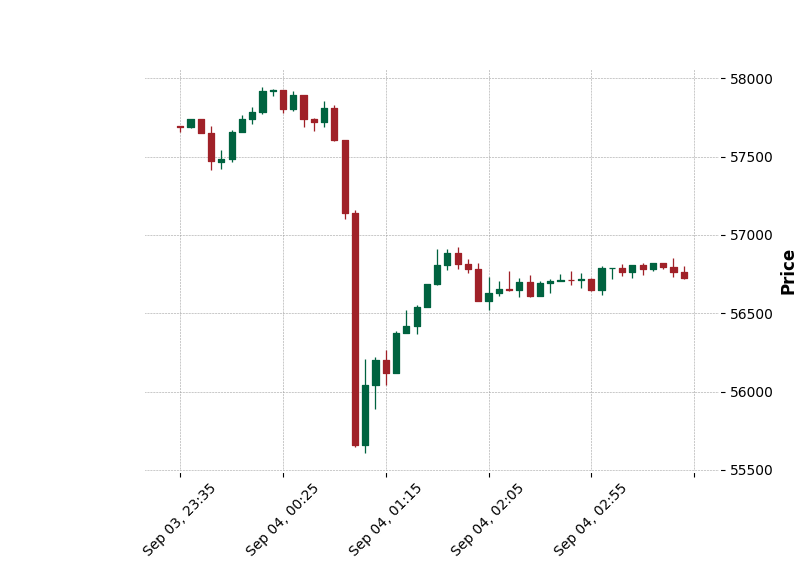 58000
57500
57000
56500
56000
55500
Price
Sep 03, 23:35
Sep 04, 00:25
Sep 04, 01:15
Sep 04, 02:05
Sep 04, 02:55